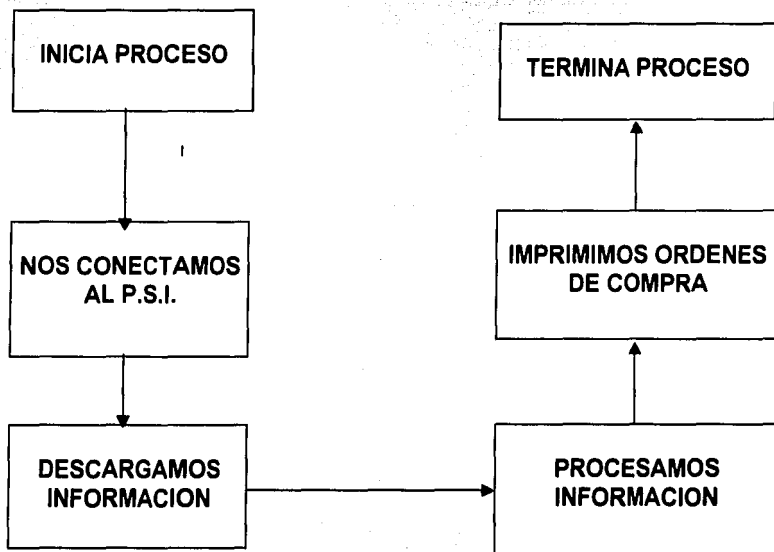 INICIA PROCESO
NOS CONECTAMOS
AL P.S.I.
DESCARGAMOS
INFORMACION
PROCESAMOS
INFORMACION
IMPRIMIMOS ORDENES
DE COMPRA
TERMINA PROCESO